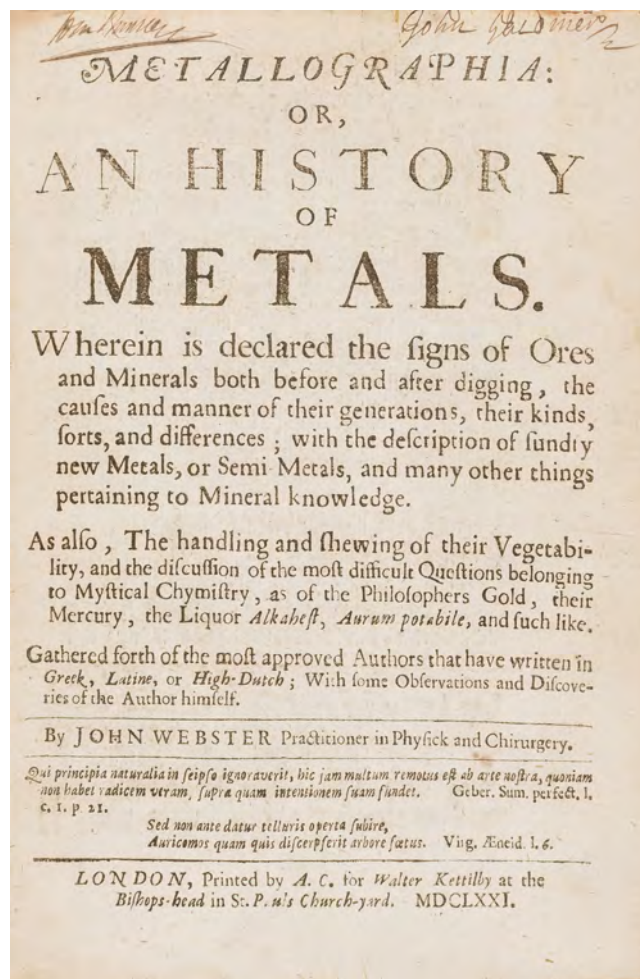 John Gardiner
METALLOGRAPHIA:
OR,
AN HISTORY
OF
METALS.
Wherein is declared the ſigns of Ores
and Minerals both before and after digging, the
cauſes and manner of their generations, their kinds,
ſorts, and differences; with the deſcription of ſundry
new Metals, or Semi Metals, and many other things
pertaining to Mineral knowledge.
As alſo, The handling and ſhewing of their Vegetabi-
lity, and the diſcuſſion of the moſt difficult Queſtions belonging
to Myſtical Chymiſtry, as of the Philoſophers Gold, their
Mercury, the Liquor Alkaheſt, Aurum potabile, and ſuch like.
Gathered forth of the moſt approved Authors that have written in
Greek, Latine, or High-Dutch; With ſome Obſervations and Diſcove-
ries of the Author himſelf.
By JOHN WEBSTER Practitioner in Phyſick and Chirurgery.
Qui principia naturalia in ſeipſo ignoraverit, hic jam multum remotus eſt ab arte noſtra, quoniam
non habet radicem veram, ſupra quam intentionem ſuam fundet. Geber. Sum. perfect. l.
c. 1. p. 21.
Sed non ante datur telluris operta ſubire,
Auricomos quam quis diſcerpſerit arbore fœtus. Virg. Æneid. l. 6.
LONDON, Printed by A. C. for Walter Kettilby at the
Biſhops-head in St. P. uls Church-yard. MDCLXXI.